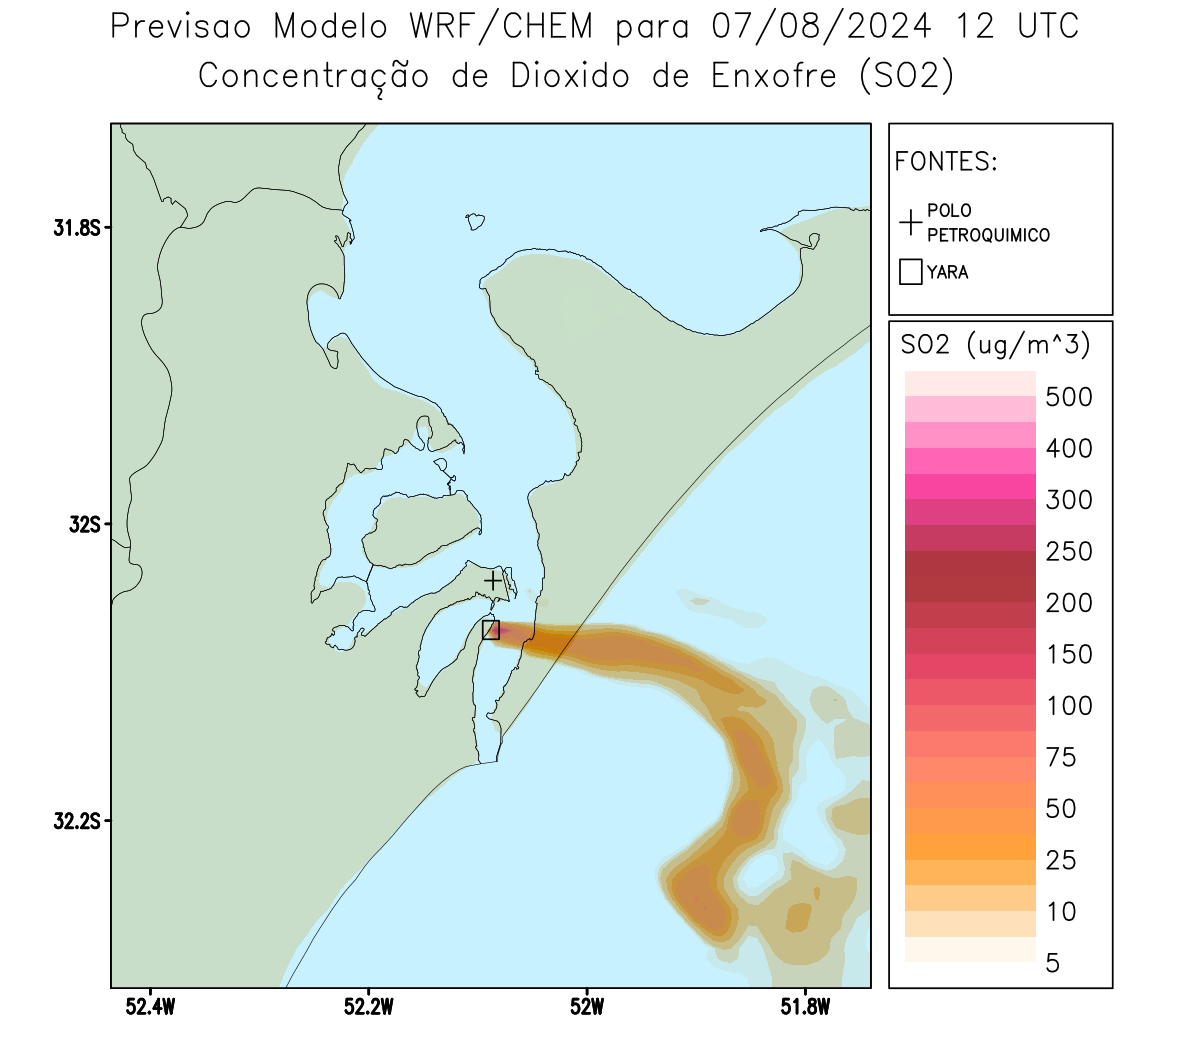 Previsao Modelo WRF/CHEM para 07/08/2024 12 UTC
Concentração de Dioxido de Enxofre (SO2)
FONTES:
POLO
PETROQUIMICO
YARA
SO2 (ug/m^3)
500
400
300
250
200
150
100
75
50
25
10
5
31.8S
32S
32.2S
52.4W
52.2W
52W
51.8W